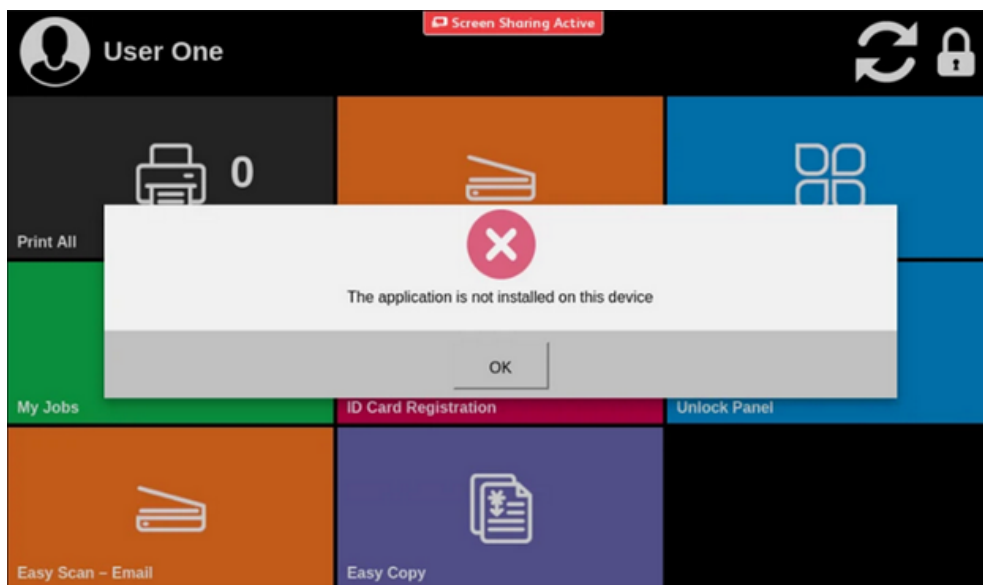 Screen Sharing Active
User One
0
Print All
The application is not installed on this device
OK
My Jobs
ID Card Registration
Unlock Panel
Easy Scan – Email
Easy Copy